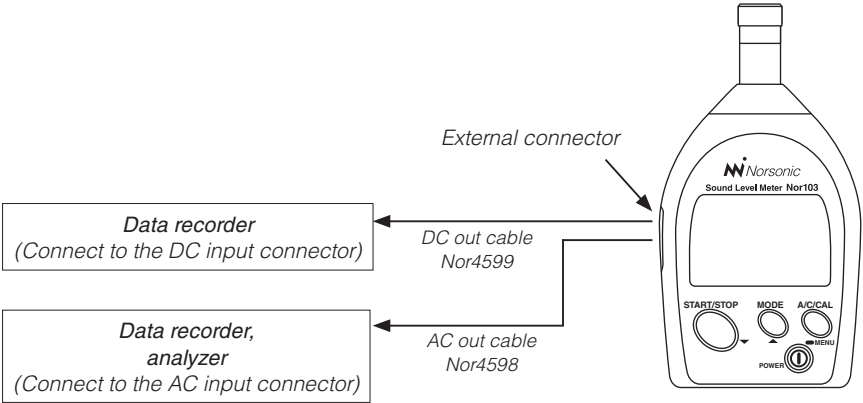 External connector
Norsonic
Sound Level Meter Nor103
Data recorder
(Connect to the DC input connector)
DC out cable
Nor4599
START/STOP
MODE
A/C/CAL
Data recorder,
analyzer
(Connect to the AC input connector)
AC out cable
Nor4598
MENU
POWER